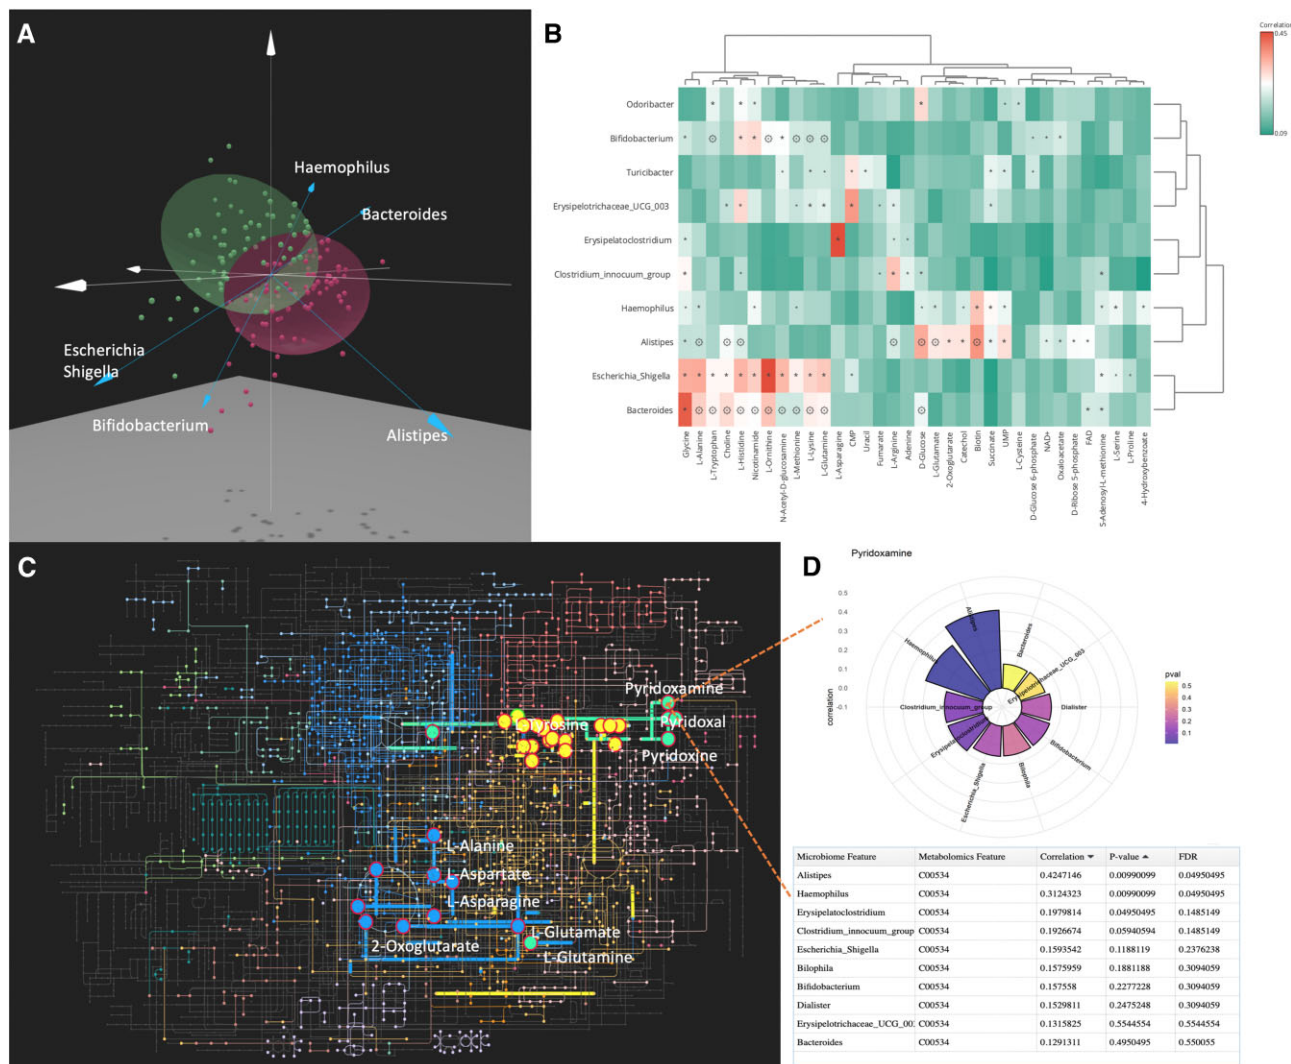 A
Haemophilus
Bacteroides
Escherichia
Shigella
Bifidobacterium
Alistipes
B
Correlation
0.45
0.09
Odoribacter
Bifidobacterium
Turicibacter
Erysipelotrichaceae_UCG_003
Erysipelatoclostridium
Clostridium_innocuum_group
Haemophilus
Alistipes
Escherichia_Shigella
Bacteroides
Glycine
L-Alanine
L-Tryptophan
Choline
L-Histidine
Nicotinamide
L-Ornithine
N-Acetyl-D-glucosamine
L-Methionine
L-Lysine
L-Glutamine
L-Asparagine
CMP
Uracil
Fumarate
L-Arginine
Adenine
D-Glucose
L-Glutamate
2-Oxoglutarate
Catechol
Biotin
Succinate
UMP
L-Cysteine
D-Glucose 6-phosphate
NAD+
Oxaloacetate
D-Ribose 5-phosphate
FAD
S-Adenosyl-L-methionine
L-Serine
L-Proline
4-Hydroxybenzoate
C
Pyridoxamine
L-Tyrosine
Pyridoxal
Pyridoxine
L-Alanine
L-Aspartate
L-Asparagine
L-Glutamate
2-Oxoglutarate
L-Glutamine
D
Pyridoxamine
correlation
0.5
0.4
0.3
0.2
0.1
0.0
-0.1
Alistipes
Bacteroides
Haemophilus
Erysipelotrichaceae_UCG_003
Clostridium_innocuum_group
Dialister
Erysipelatoclostridium
Bifidobacterium
Escherichia_Shigella
Bilophila
pval
0.5
0.4
0.3
0.2
0.1
Microbiome Feature Metabolomics Feature Correlation P-value FDR
Alistipes C00534 0.4247146 0.00990099 0.04950495
Haemophilus C00534 0.3124323 0.00990099 0.04950495
Erysipelatoclostridium C00534 0.1979814 0.04950495 0.1485149
Clostridium_innocuum_group C00534 0.1926674 0.05940594 0.1485149
Escherichia_Shigella C00534 0.1593542 0.1188119 0.2376238
Bilophila C00534 0.1575959 0.1881188 0.3094059
Bifidobacterium C00534 0.157558 0.2277228 0.3094059
Dialister C00534 0.1529811 0.2475248 0.3094059
Erysipelotrichaceae_UCG_00 C00534 0.1315825 0.5544554 0.5544554
Bacteroides C00534 0.1291311 0.4950495 0.550055